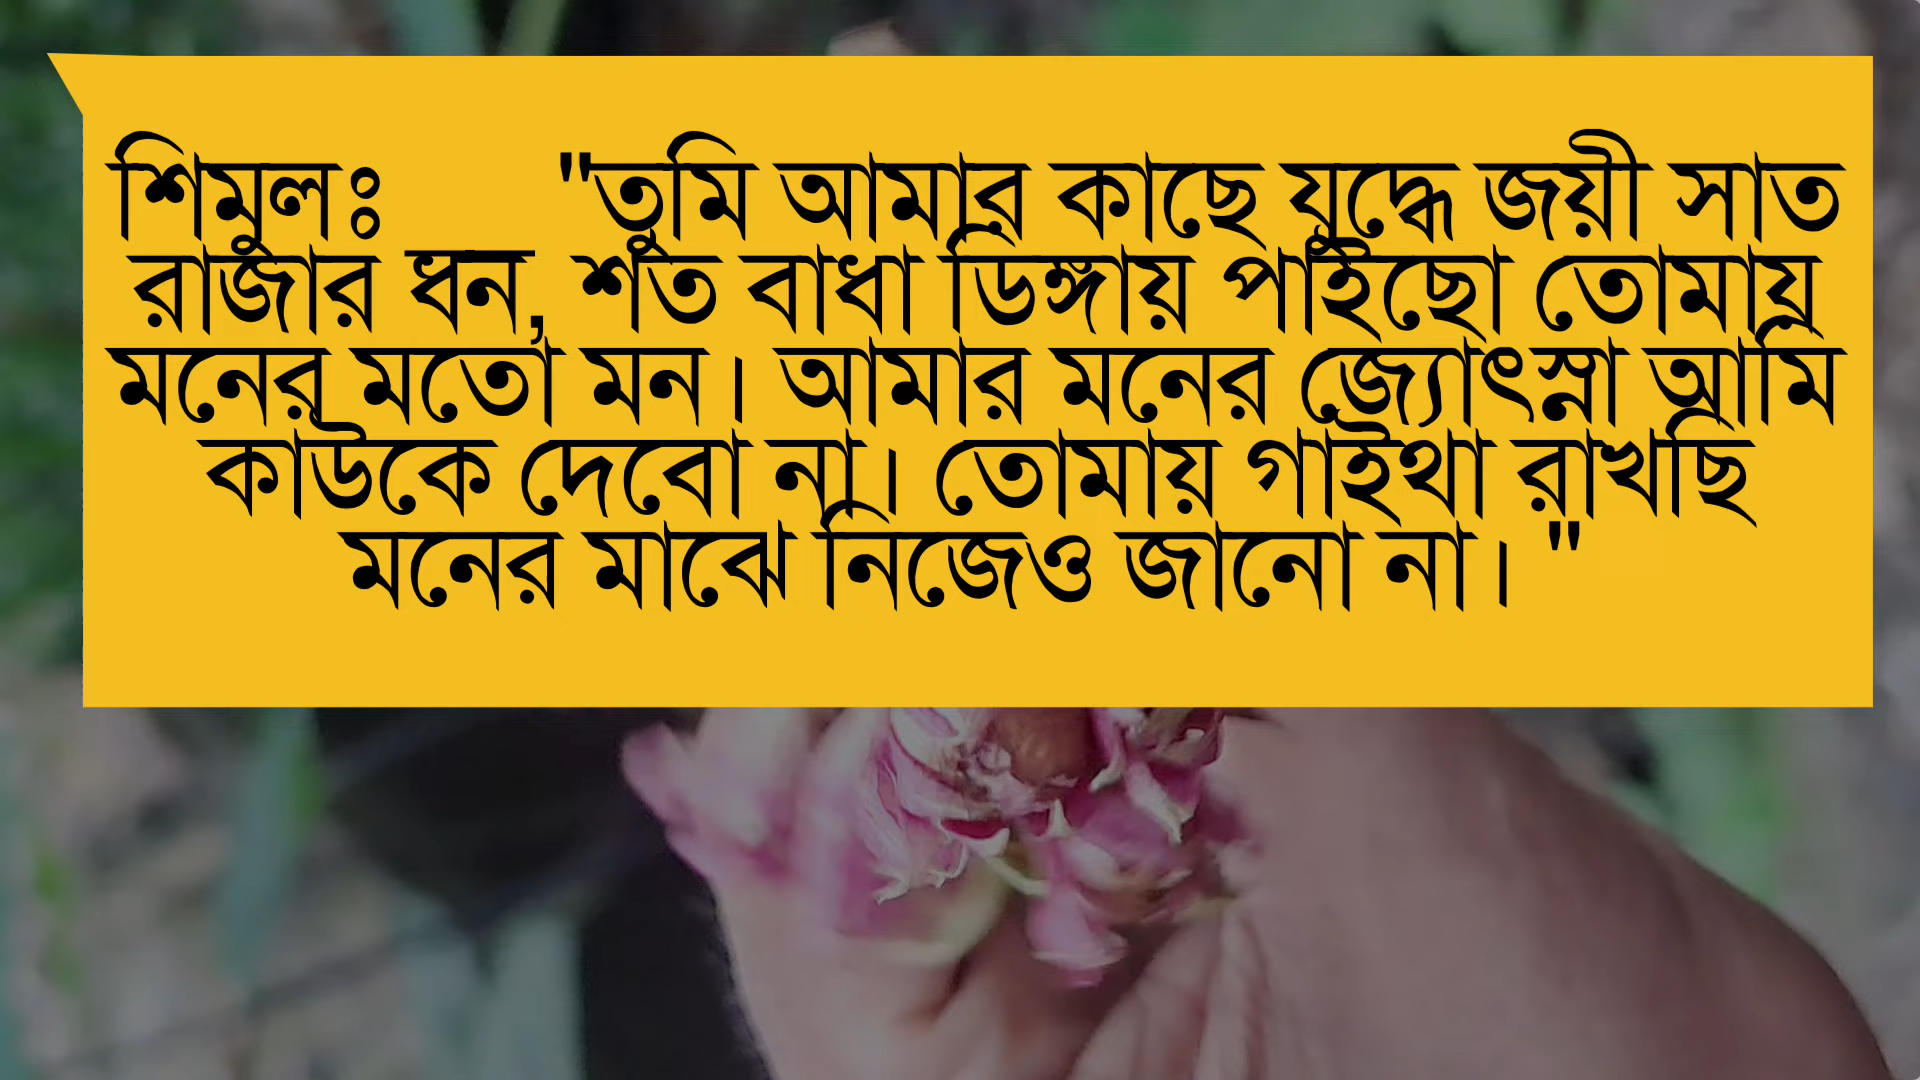 শিমুলঃ "তুমি আমার কাছে যুদ্ধে জয়ী সাত
রাজার ধন, শত বাধা ডিঙ্গায় পাইছো তোমায়
মনের মতো মন। আমার মনের জ্যোৎস্না আমি
কাউকে দেবো না। তোমায় গাইথা রাখছি
মনের মাঝে নিজেও জানো না। "